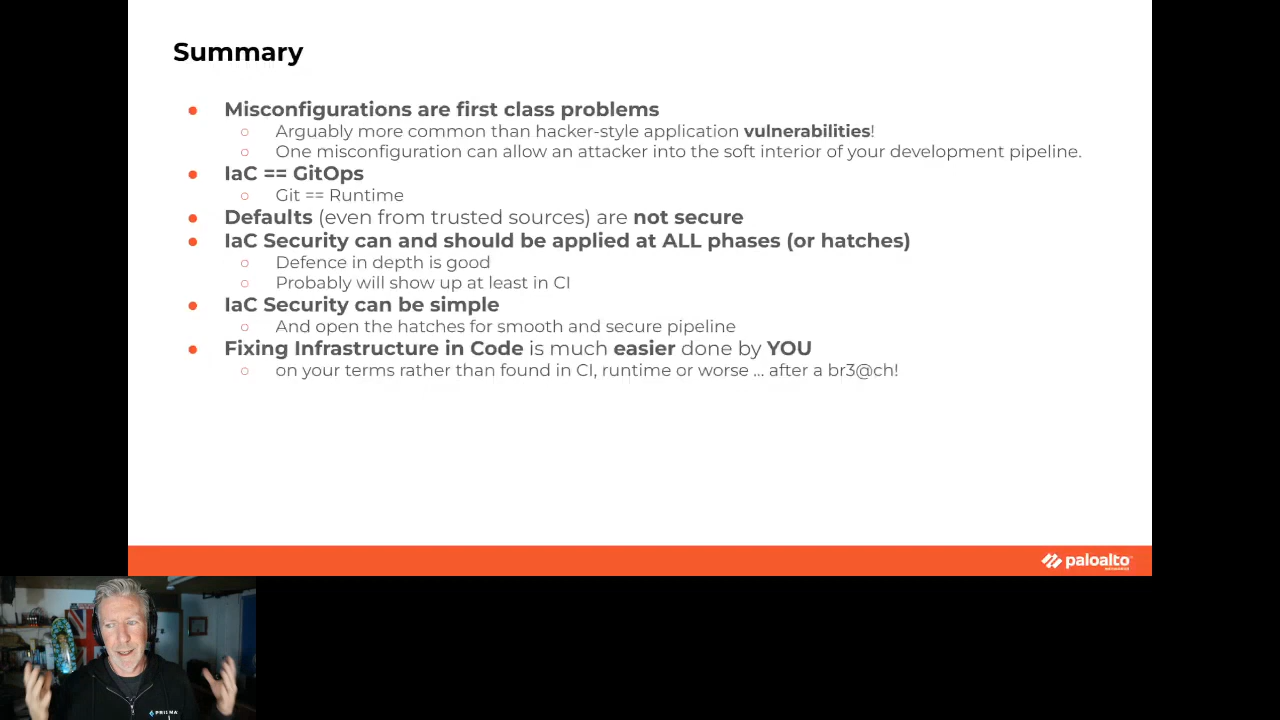 Summary
● Misconfigurations are first class problems
○ Arguably more common than hacker-style application vulnerabilities!
○ One misconfiguration can allow an attacker into the soft interior of your development pipeline.
● IaC == GitOps
○ Git == Runtime
● Defaults (even from trusted sources) are not secure
● IaC Security can and should be applied at ALL phases (or hatches)
○ Defence in depth is good
○ Probably will show up at least in CI
● IaC Security can be simple
○ And open the hatches for smooth and secure pipeline
● Fixing Infrastructure in Code is much easier done by YOU
○ on your terms rather than found in CI, runtime or worse ... after a br3@ch!
paloalto
PRISMA